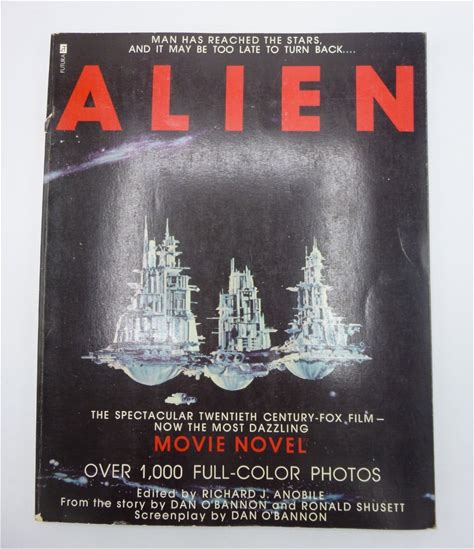 MAN HAS REACHED THE STARS,
AND IT MAY BE TOO LATE TO TURN BACK....
FUTURA
ALIEN
THE SPECTACULAR TWENTIETH CENTURY-FOX FILM—
NOW THE MOST DAZZLING
MOVIE NOVEL
OVER 1,000 FULL-COLOR PHOTOS
Edited by RICHARD J. ANOBILE
From the story by DAN O'BANNON and RONALD SHUSETT
Screenplay by DAN O'BANNON